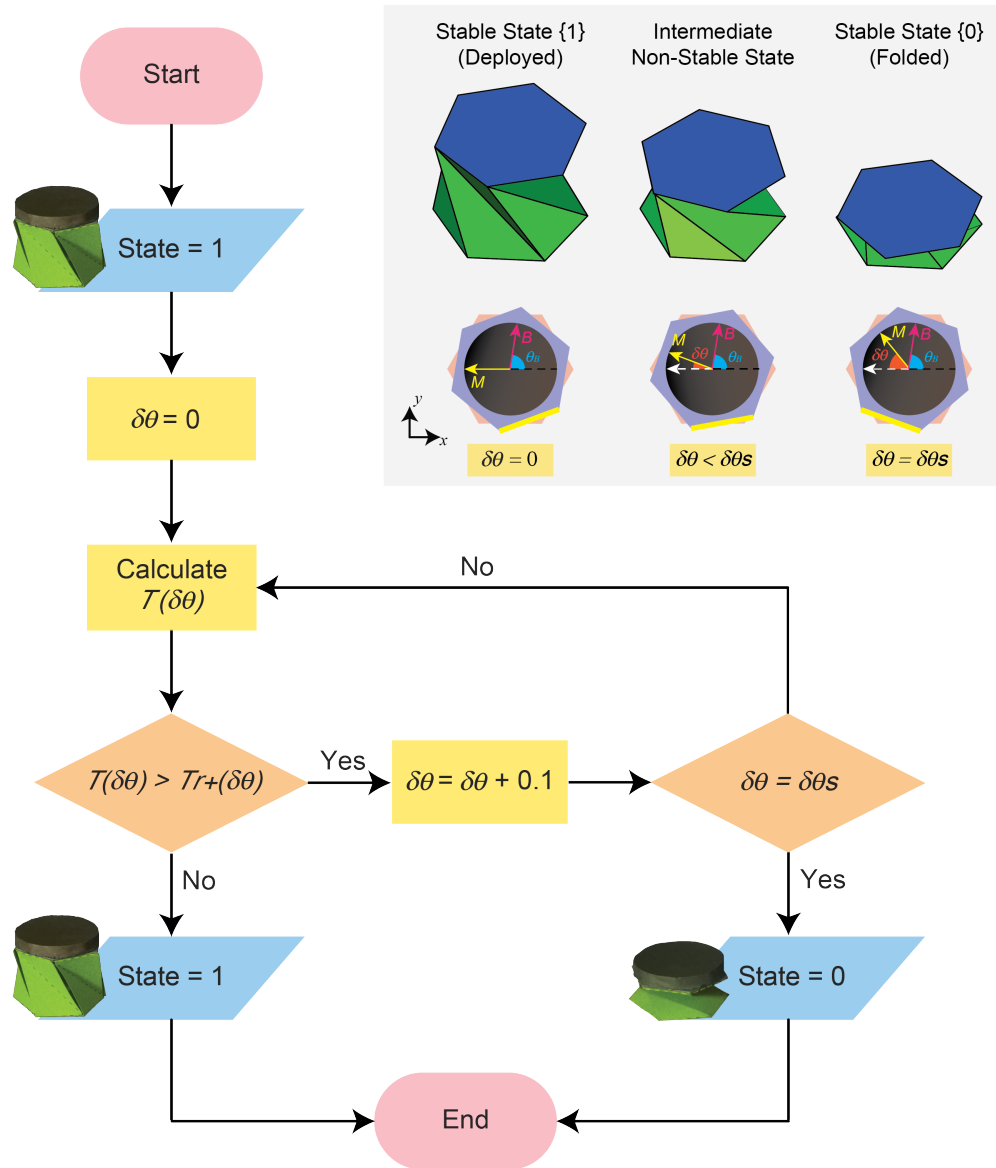 Start
State = 1
δθ = 0
Calculate
T(δθ)
No
T(δθ) > Tr+(δθ)
Yes
δθ = δθ + 0.1
δθ = δθs
No
Yes
State = 1
State = 0
End
Stable State {1}
(Deployed)
Intermediate
Non-Stable State
Stable State {0}
(Folded)
B
θB
M
M
δθ
B
θB
M
δθ
B
θB
y
x
δθ = 0
δθ < δθs
δθ = δθs